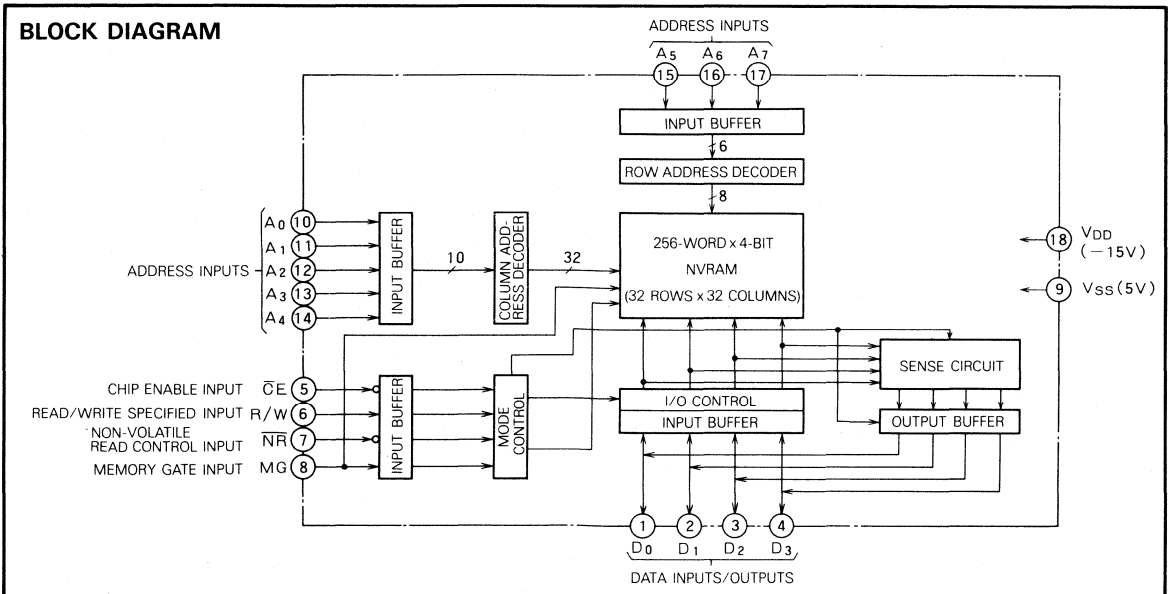 BLOCK DIAGRAM
ADDRESS INPUTS
A5 A6 A7
15 16 17
INPUT BUFFER
6
ROW ADDRESS DECODER
8
256-WORD x 4-BIT
NVRAM
(32 ROWS x 32 COLUMNS)
ADDRESS INPUTS
A0 10
A1 11
A2 12
A3 13
A4 14
INPUT BUFFER
10
COLUMN ADD-
RESS DECODER
32
18 VDD
(−15V)
9 VSS (5V)
CHIP ENABLE INPUT C̅E̅ 5
READ/WRITE SPECIFIED INPUT R/W 6
NON-VOLATILE
READ CONTROL INPUT N̅R̅ 7
MEMORY GATE INPUT MG 8
INPUT BUFFER
MODE
CONTROL
I/O CONTROL
INPUT BUFFER
SENSE CIRCUIT
OUTPUT BUFFER
1 2 3 4
D0 D1 D2 D3
DATA INPUTS/OUTPUTS